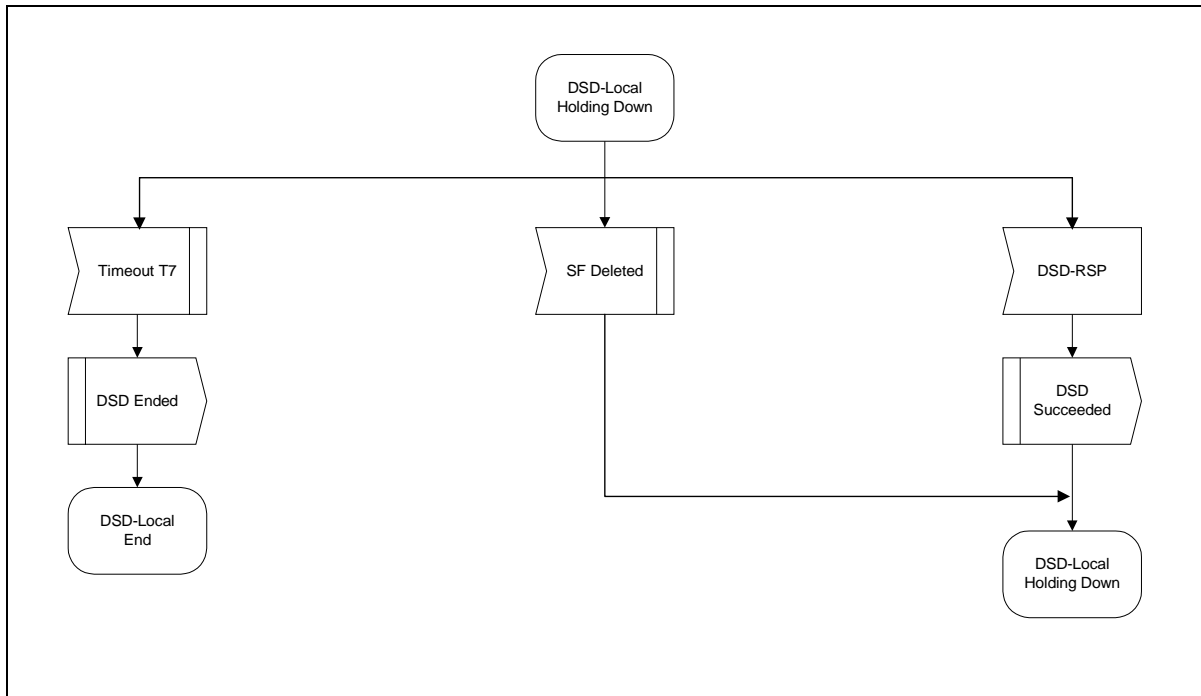 DSD-Local
Holding Down
Timeout T7
SF Deleted
DSD-RSP
DSD Ended
DSD
Succeeded
DSD-Local
End
DSD-Local
Holding Down